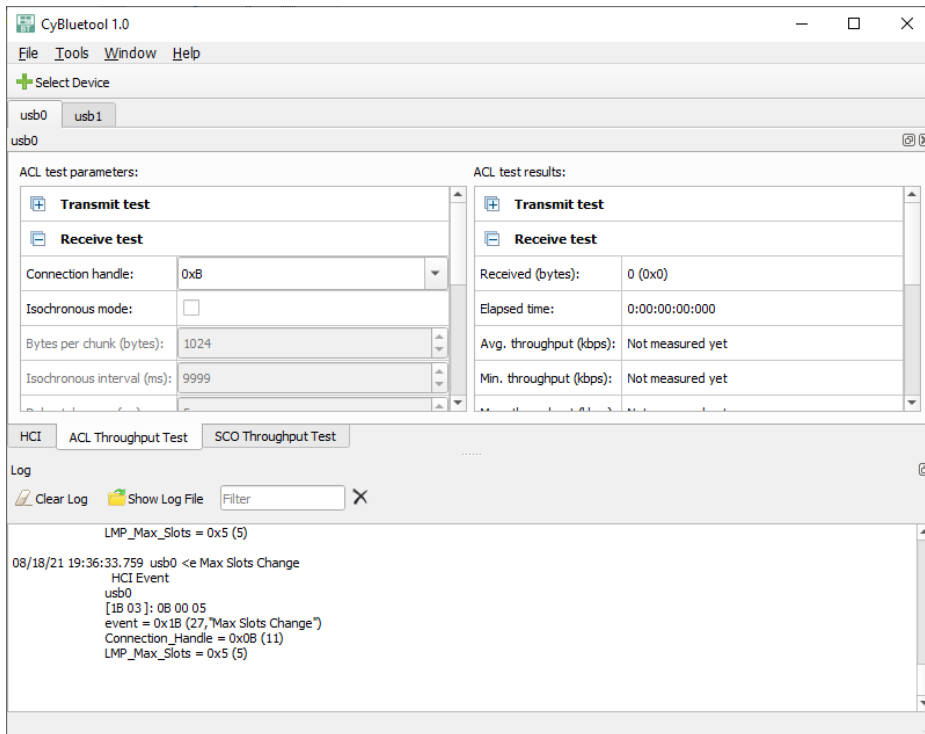 CyBluetool 1.0
File Tools Window Help
Select Device
usb0 usb1
usb0
ACL test parameters:
Transmit test
Receive test
Connection handle: 0xB
Isochronous mode:
Bytes per chunk (bytes): 1024
Isochronous interval (ms): 9999
ACL test results:
Transmit test
Receive test
Received (bytes): 0 (0x0)
Elapsed time: 0:00:00:00:000
Avg. throughput (kbps): Not measured yet
Min. throughput (kbps): Not measured yet
HCI ACL Throughput Test SCO Throughput Test
Log
Clear Log Show Log File Filter
LMP_Max_Slots = 0x5 (5)
08/18/21 19:36:33.759 usb0 <e Max Slots Change
HCI Event
usb0
[1B 03 ]: 0B 00 05
event = 0x1B (27,"Max Slots Change")
Connection_Handle = 0x0B (11)
LMP_Max_Slots = 0x5 (5)